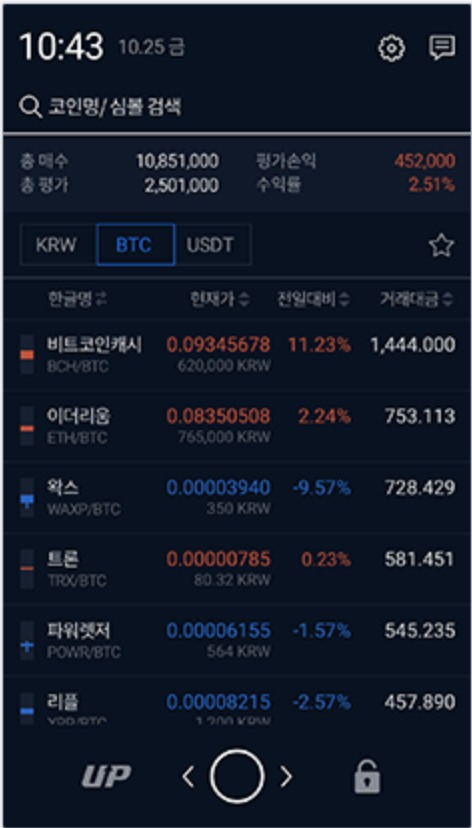 10:43 10.25 금
코인명/심볼 검색
총 매수 10,851,000 평가손익 452,000
총 평가 2,501,000 수익률 2.51%
KRW BTC USDT
한글명 현재가 전일대비 거래대금
비트코인캐시 0.09345678 11.23% 1,444.000
BCH/BTC 620,000 KRW
이더리움 0.08350508 2.24% 753.113
ETH/BTC 765,000 KRW
왁스 0.00003940 -9.57% 728.429
WAXP/BTC 350 KRW
트론 0.00000785 0.23% 581.451
TRX/BTC 80.32 KRW
파워렛저 0.00006155 -1.57% 545.235
POWR/BTC 564 KRW
리플 0.00008215 -2.57% 457.890
XRP/BTC 1,200 KRW
UP